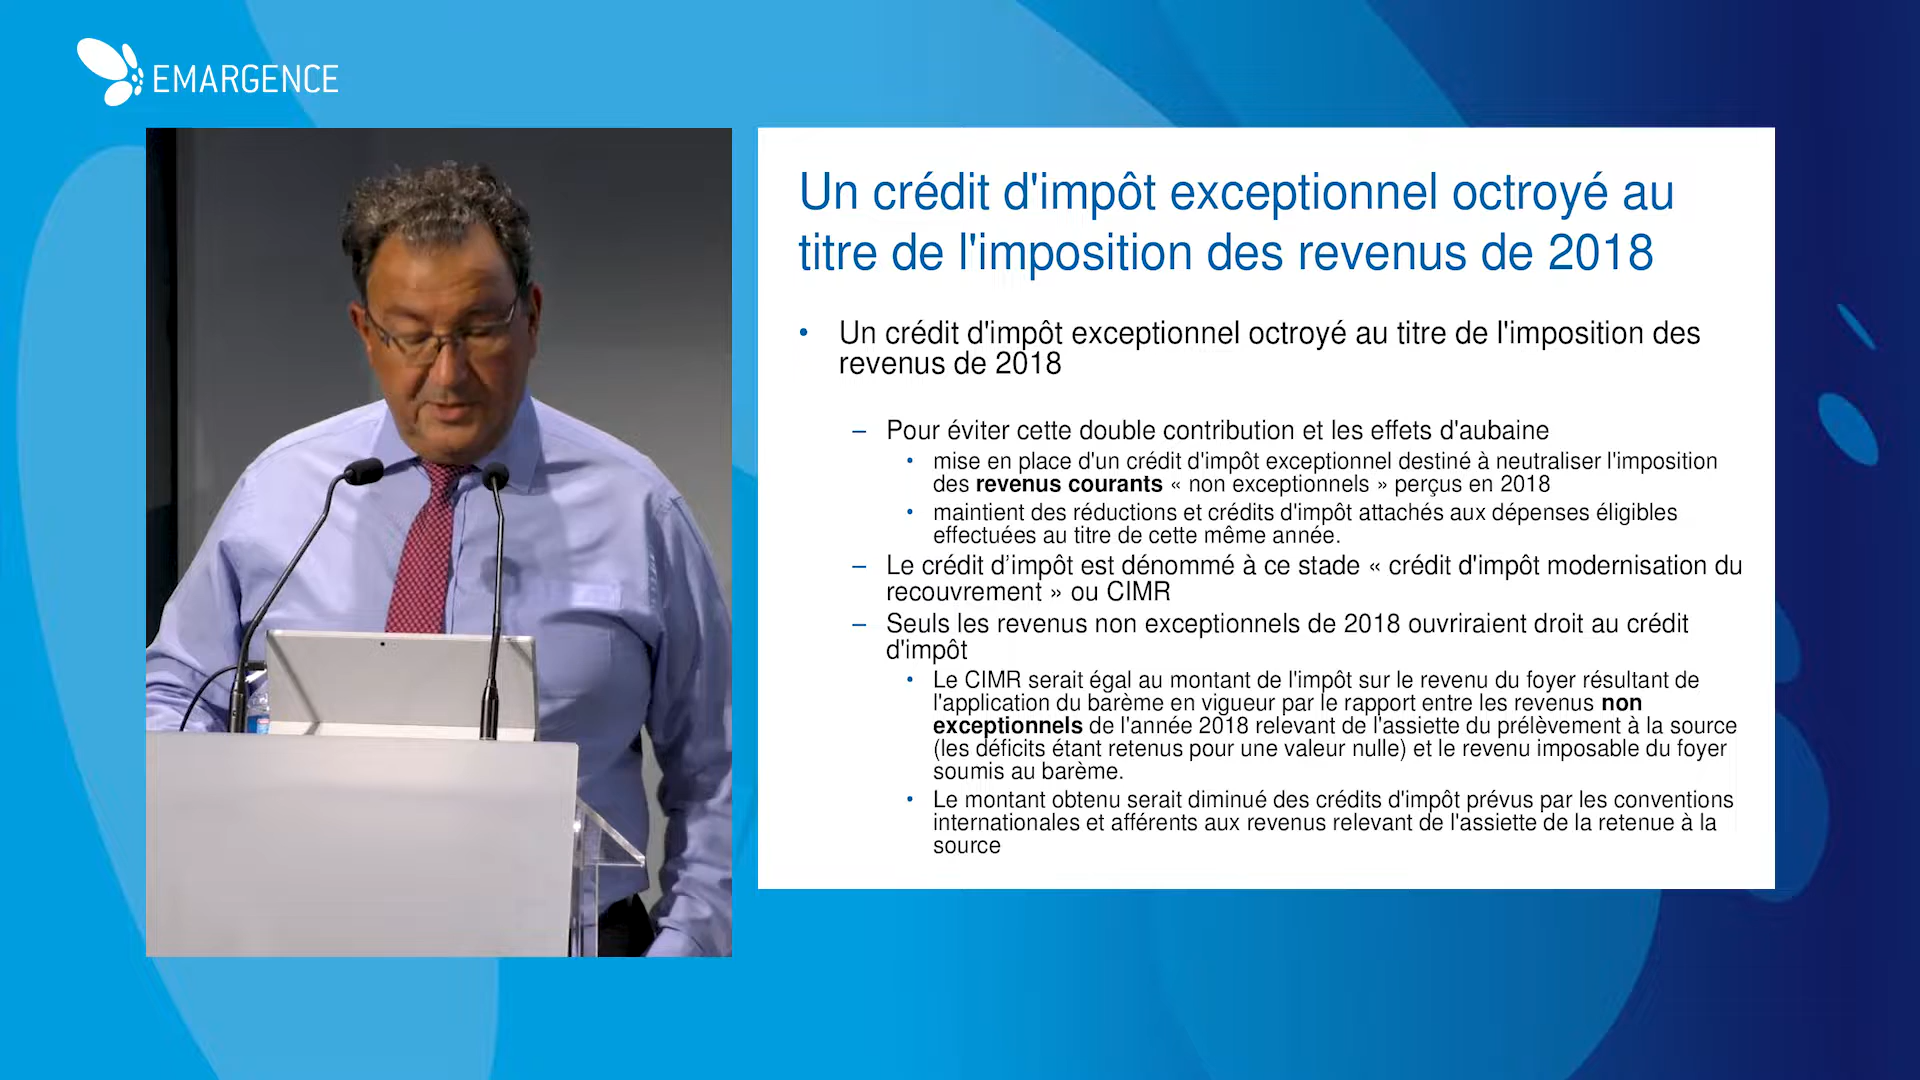 EMARGENCE
Un crédit d'impôt exceptionnel octroyé au
titre de l'imposition des revenus de 2018
• Un crédit d'impôt exceptionnel octroyé au titre de l'imposition des
revenus de 2018
– Pour éviter cette double contribution et les effets d'aubaine
• mise en place d'un crédit d'impôt exceptionnel destiné à neutraliser l'imposition
des revenus courants « non exceptionnels » perçus en 2018
• maintient des réductions et crédits d'impôt attachés aux dépenses éligibles
effectuées au titre de cette même année.
– Le crédit d’impôt est dénommé à ce stade « crédit d'impôt modernisation du
recouvrement » ou CIMR
– Seuls les revenus non exceptionnels de 2018 ouvriraient droit au crédit
d'impôt
• Le CIMR serait égal au montant de l'impôt sur le revenu du foyer résultant de
l'application du barème en vigueur par le rapport entre les revenus non
exceptionnels de l'année 2018 relevant de l'assiette du prélèvement à la source
(les déficits étant retenus pour une valeur nulle) et le revenu imposable du foyer
soumis au barème.
• Le montant obtenu serait diminué des crédits d'impôt prévus par les conventions
internationales et afférents aux revenus relevant de l'assiette de la retenue à la
source